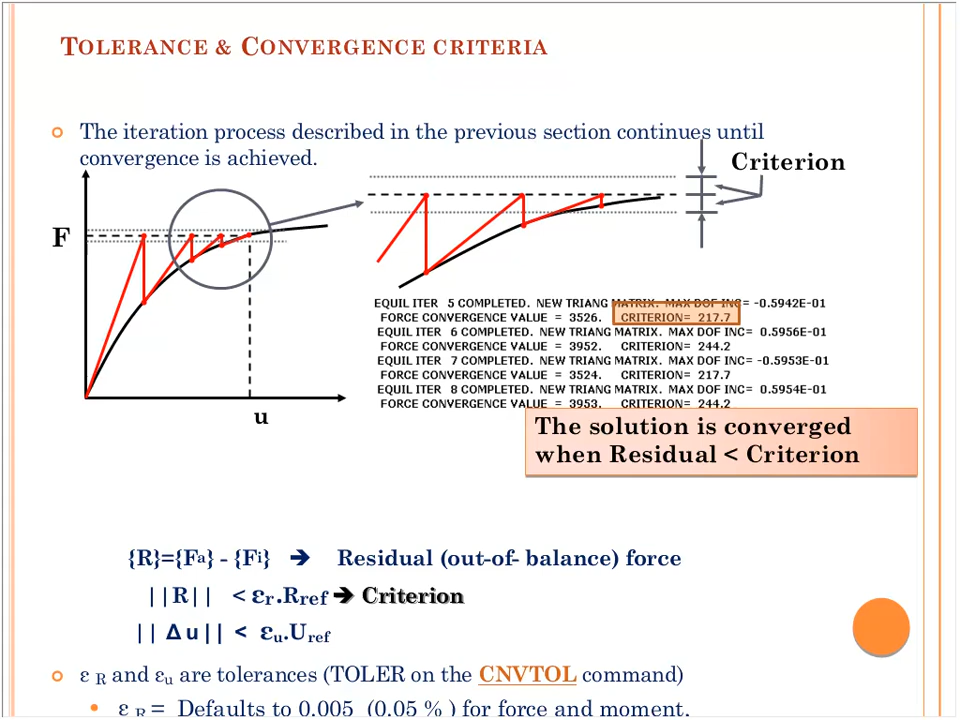 TOLERANCE & CONVERGENCE CRITERIA
The iteration process described in the previous section continues until
convergence is achieved.
Criterion
F
u
EQUIL ITER 5 COMPLETED. NEW TRIANG MATRIX. MAX DOF INC= -0.5942E-01
FORCE CONVERGENCE VALUE = 3526. CRITERION= 217.7
EQUIL ITER 6 COMPLETED. NEW TRIANG MATRIX. MAX DOF INC= 0.5956E-01
FORCE CONVERGENCE VALUE = 3952. CRITERION= 244.2
EQUIL ITER 7 COMPLETED. NEW TRIANG MATRIX. MAX DOF INC= -0.5953E-01
FORCE CONVERGENCE VALUE = 3524. CRITERION= 217.7
EQUIL ITER 8 COMPLETED. NEW TRIANG MATRIX. MAX DOF INC= 0.5954E-01
FORCE CONVERGENCE VALUE = 3953. CRITERION= 244.2
The solution is converged
when Residual < Criterion
{R}={Fa} - {Fi} ➔ Residual (out-of- balance) force
||R|| < εr.Rref ➔ Criterion
|| Δu|| < εu.Uref
ε R and εu are tolerances (TOLER on the CNVTOL command)
ε R = Defaults to 0.005 (0.05 % ) for force and moment.